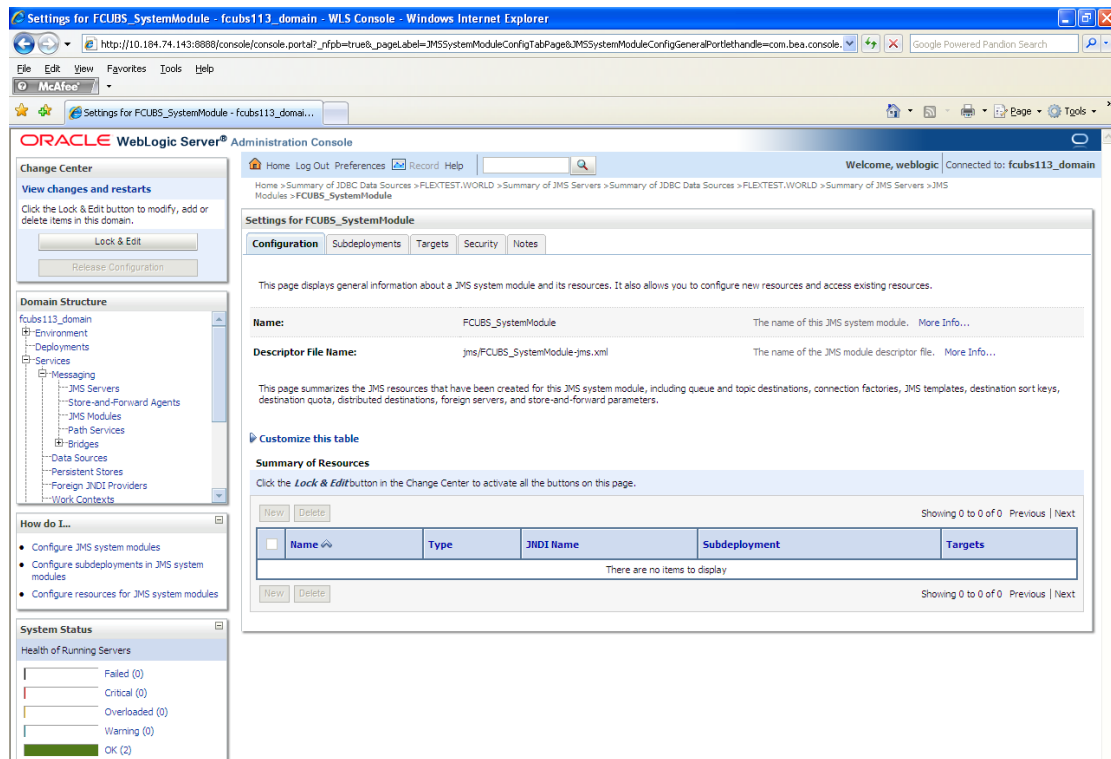 Settings for FCUBS_SystemModule - fcubs113_domain - WLS Console - Windows Internet Explorer
http://10.184.74.143:8888/console/console.portal?_nfpb=true&_pageLabel=JMSSystemModuleConfigTabPage&JMSSystemModuleConfigGeneralPortlethandle=com.bea.console.
Google Powered Pandion Search
File Edit View Favorites Tools Help
McAfee
Settings for FCUBS_SystemModule - fcubs113_domai...
Page Tools
ORACLE WebLogic Server® Administration Console
Change Center
View changes and restarts
Click the Lock & Edit button to modify, add or
delete items in this domain.
Lock & Edit
Release Configuration
Domain Structure
fcubs113_domain
Environment
Deployments
Services
Messaging
JMS Servers
Store-and-Forward Agents
JMS Modules
Path Services
Bridges
Data Sources
Persistent Stores
Foreign JNDI Providers
Work Contexts
How do I...
Configure JMS system modules
Configure subdeployments in JMS system
modules
Configure resources for JMS system modules
System Status
Health of Running Servers
Failed (0)
Critical (0)
Overloaded (0)
Warning (0)
OK (2)
Home Log Out Preferences Record Help
Welcome, weblogic Connected to: fcubs113_domain
Home >Summary of JDBC Data Sources >FLEXTEST.WORLD >Summary of JMS Servers >Summary of JDBC Data Sources >FLEXTEST.WORLD >Summary of JMS Servers >JMS
Modules >FCUBS_SystemModule
Settings for FCUBS_SystemModule
Configuration Subdeployments Targets Security Notes
This page displays general information about a JMS system module and its resources. It also allows you to configure new resources and access existing resources.
Name: FCUBS_SystemModule The name of this JMS system module. More Info...
Descriptor File Name: jms/FCUBS_SystemModule-jms.xml The name of the JMS module descriptor file. More Info...
This page summarizes the JMS resources that have been created for this JMS system module, including queue and topic destinations, connection factories, JMS templates, destination sort keys,
destination quota, distributed destinations, foreign servers, and store-and-forward parameters.
Customize this table
Summary of Resources
Click the Lock & Edit button in the Change Center to activate all the buttons on this page.
New Delete Showing 0 to 0 of 0 Previous | Next
Name Type JNDI Name Subdeployment Targets
There are no items to display
New Delete Showing 0 to 0 of 0 Previous | Next